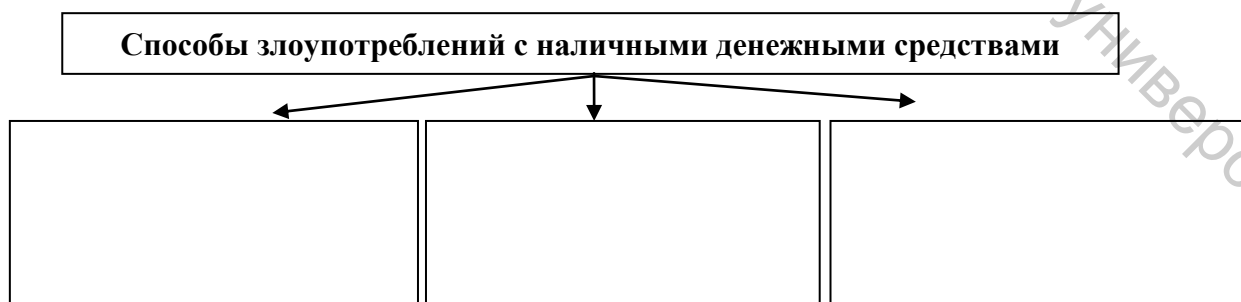 Способы злоупотреблений с наличными денежными средствами